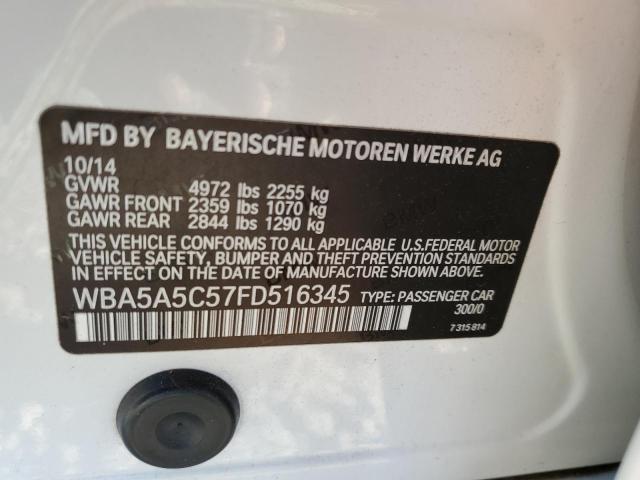 MFD BY BAYERISCHE MOTOREN WERKE AG
10/14
GVWR 4972 lbs 2255 kg
GAWR FRONT 2359 lbs 1070 kg
GAWR REAR 2844 lbs 1290 kg
THIS VEHICLE CONFORMS TO ALL APPLICABLE U.S.FEDERAL MOTOR
VEHICLE SAFETY, BUMPER AND THEFT PREVENTION STANDARDS
IN EFFECT ON THE DATE OF MANUFACTURE SHOWN ABOVE.
WBA5A5C57FD516345 TYPE: PASSENGER CAR
300/0
7 315 814